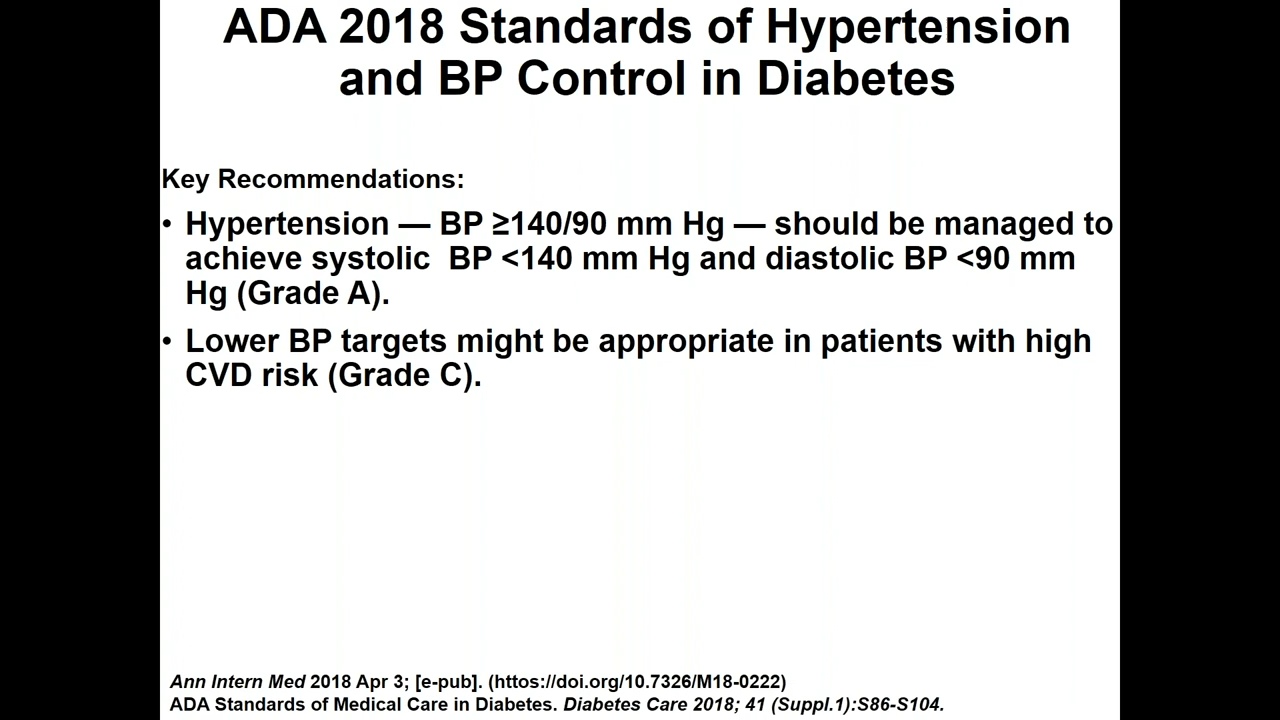 ADA 2018 Standards of Hypertension
and BP Control in Diabetes
Key Recommendations:
• Hypertension — BP ≥140/90 mm Hg — should be managed to
achieve systolic  BP <140 mm Hg and diastolic BP <90 mm
Hg (Grade A).
• Lower BP targets might be appropriate in patients with high
CVD risk (Grade C).
Ann Intern Med 2018 Apr 3; [e-pub]. (https://doi.org/10.7326/M18-0222)
ADA Standards of Medical Care in Diabetes. Diabetes Care 2018; 41 (Suppl.1):S86-S104.